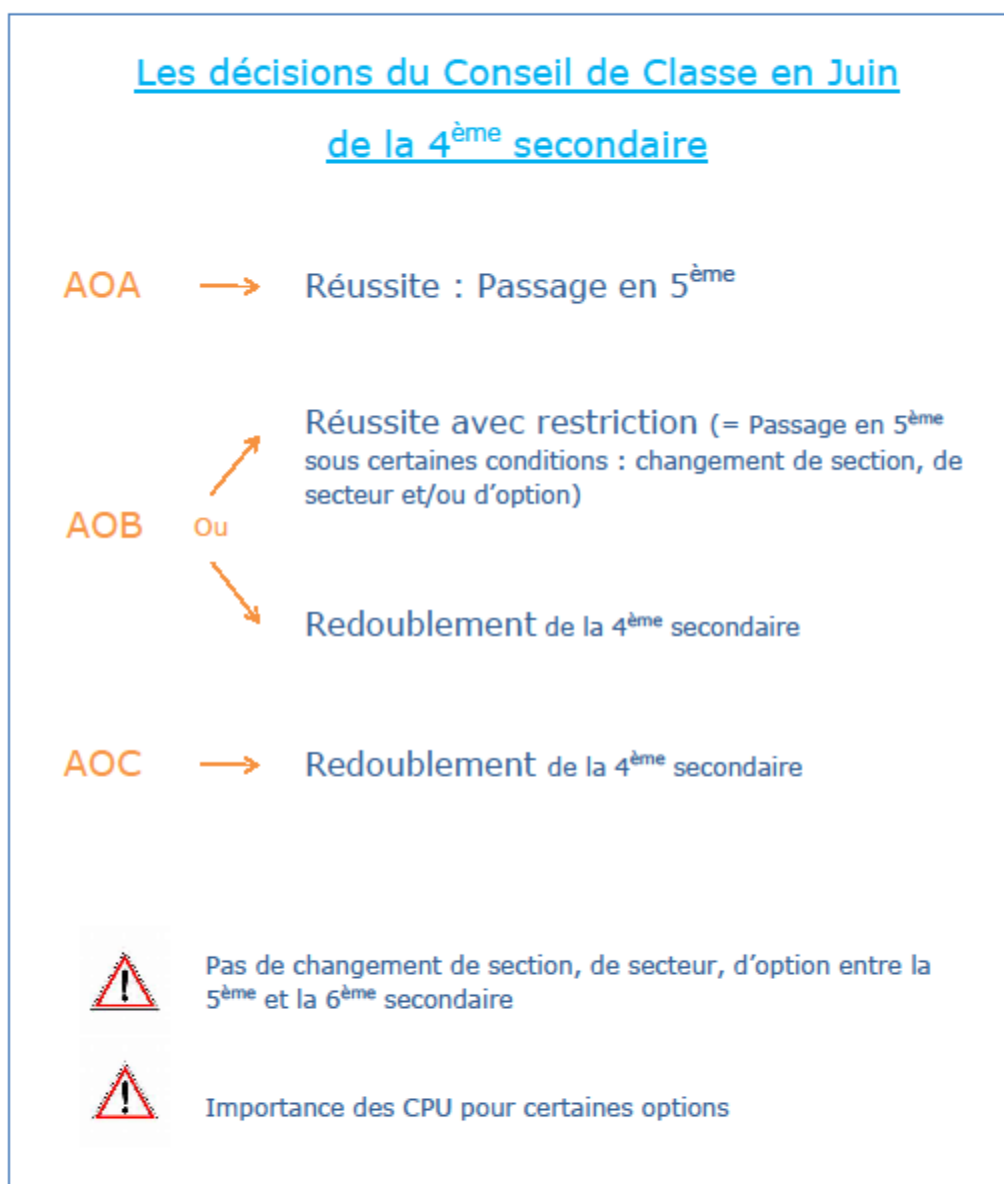 Les décisions du Conseil de Classe en Juin
de la 4ème secondaire
AOA → Réussite : Passage en 5ème
Réussite avec restriction (= Passage en 5ème
sous certaines conditions : changement de section, de
secteur et/ou d’option)
AOB Ou
Redoublement de la 4ème secondaire
AOC → Redoublement de la 4ème secondaire
Pas de changement de section, de secteur, d’option entre la
5ème et la 6ème secondaire
Importance des CPU pour certaines options